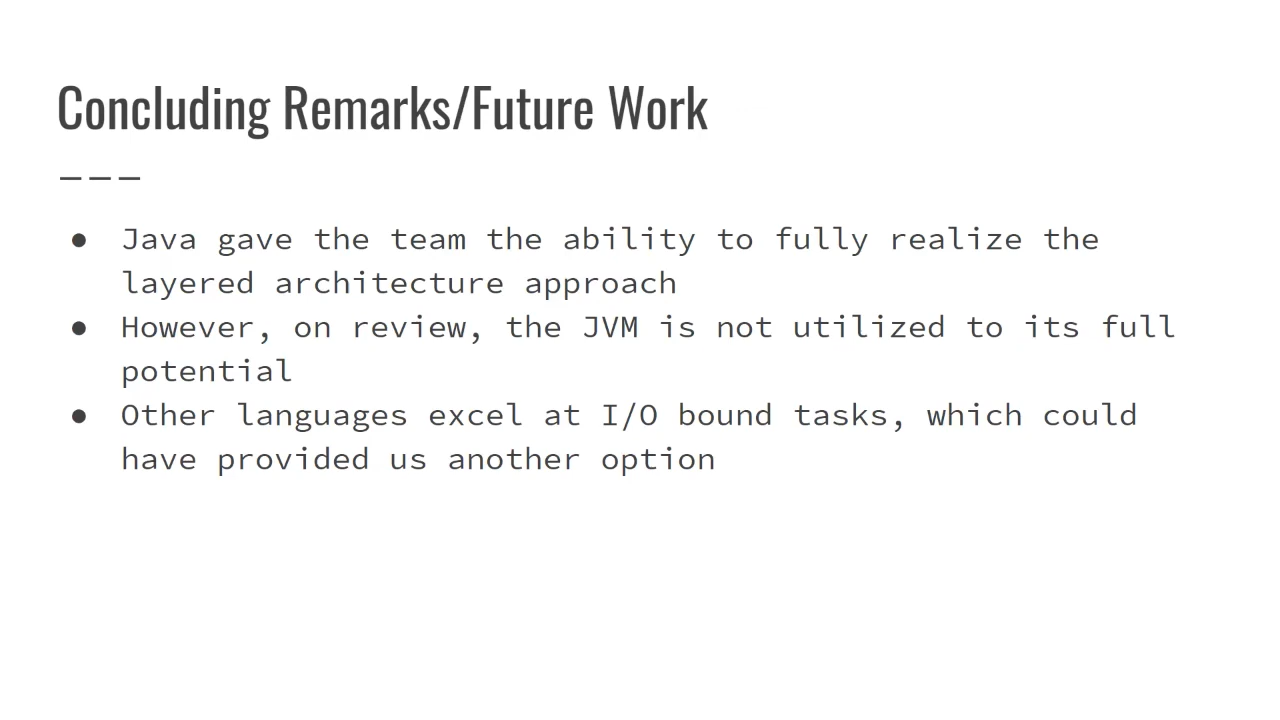 Concluding Remarks/Future Work
● Java gave the team the ability to fully realize the
layered architecture approach
● However, on review, the JVM is not utilized to its full
potential
● Other languages excel at I/O bound tasks, which could
have provided us another option